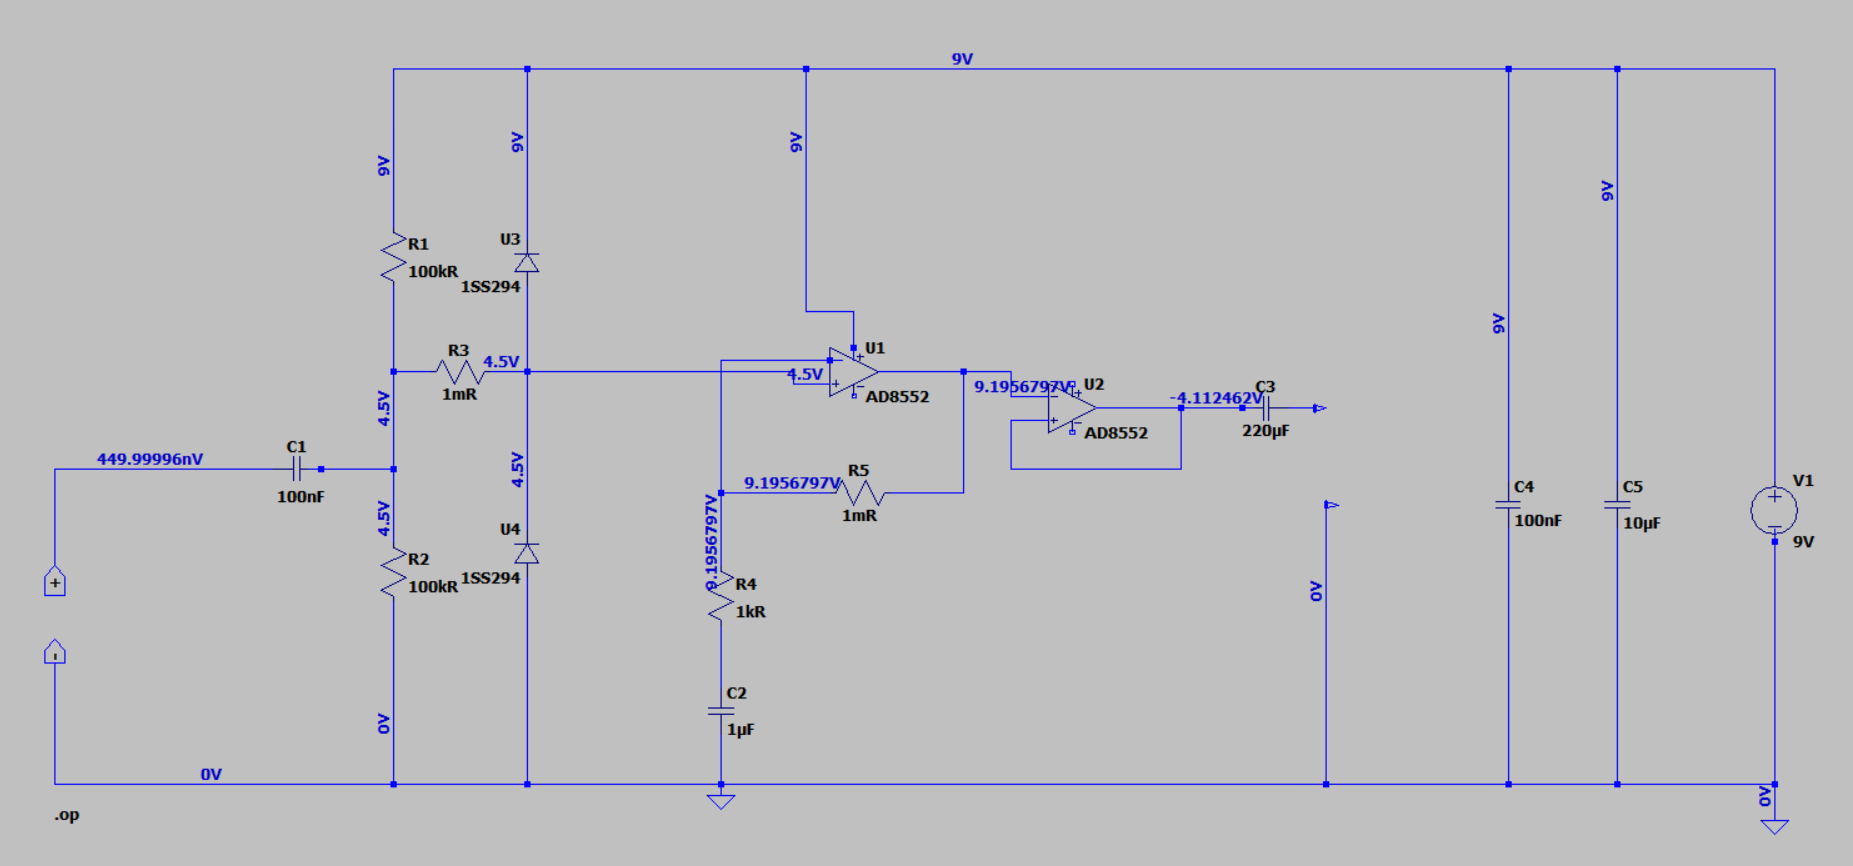 9V
9V
9V
9V
9V
9V
R1
100kR
U3
1SS294
R3
1mR
4.5V
4.5V
4.5V
4.5V
4.5V
U1
AD8552
9.1956797V
U2
AD8552
-4.112462V
C3
220µF
449.99996nV
C1
100nF
R2
100kR
U4
1SS294
9.1956797V
R5
1mR
9.1956797V
R4
1kR
C2
1µF
C4
100nF
C5
10µF
V1
9V
+
-
0V
0V
0V
0V
.op